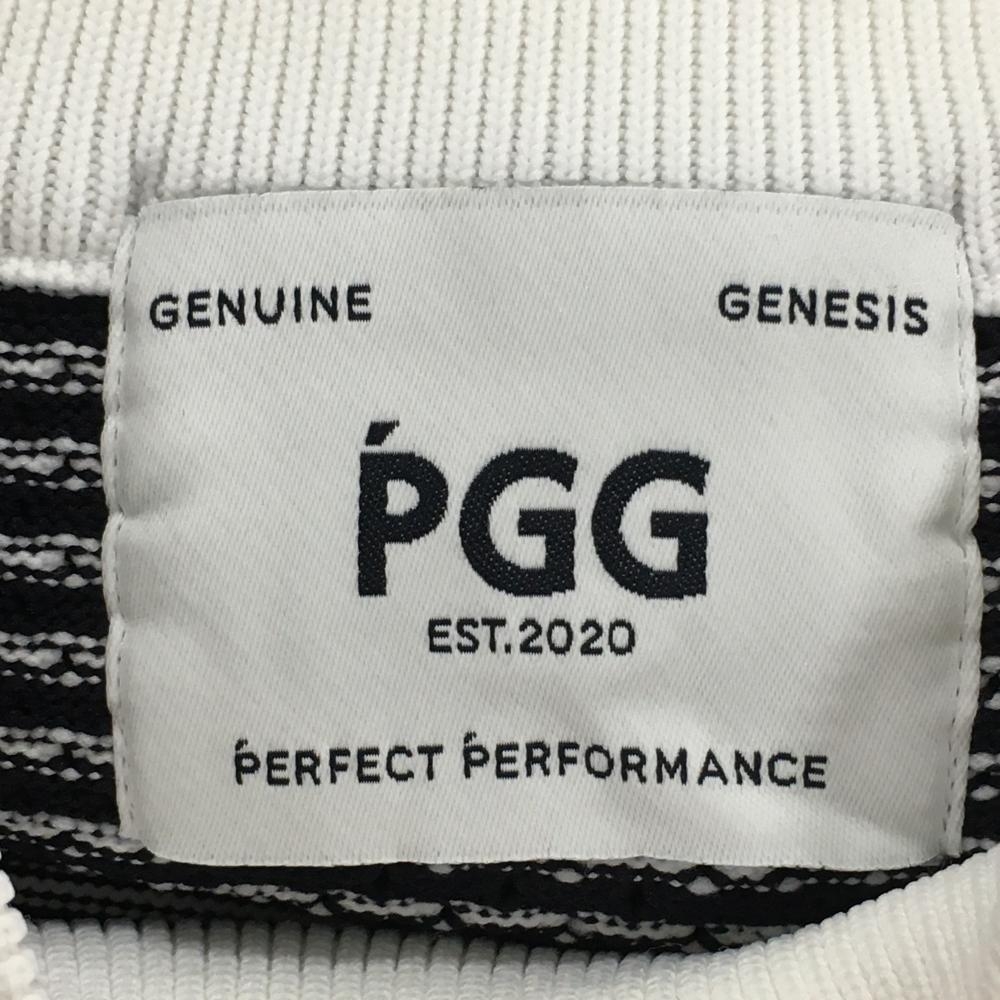 GENUINE GENESIS
ṔGG
EST.2020
ṔERFECT ṔERFORMANCE